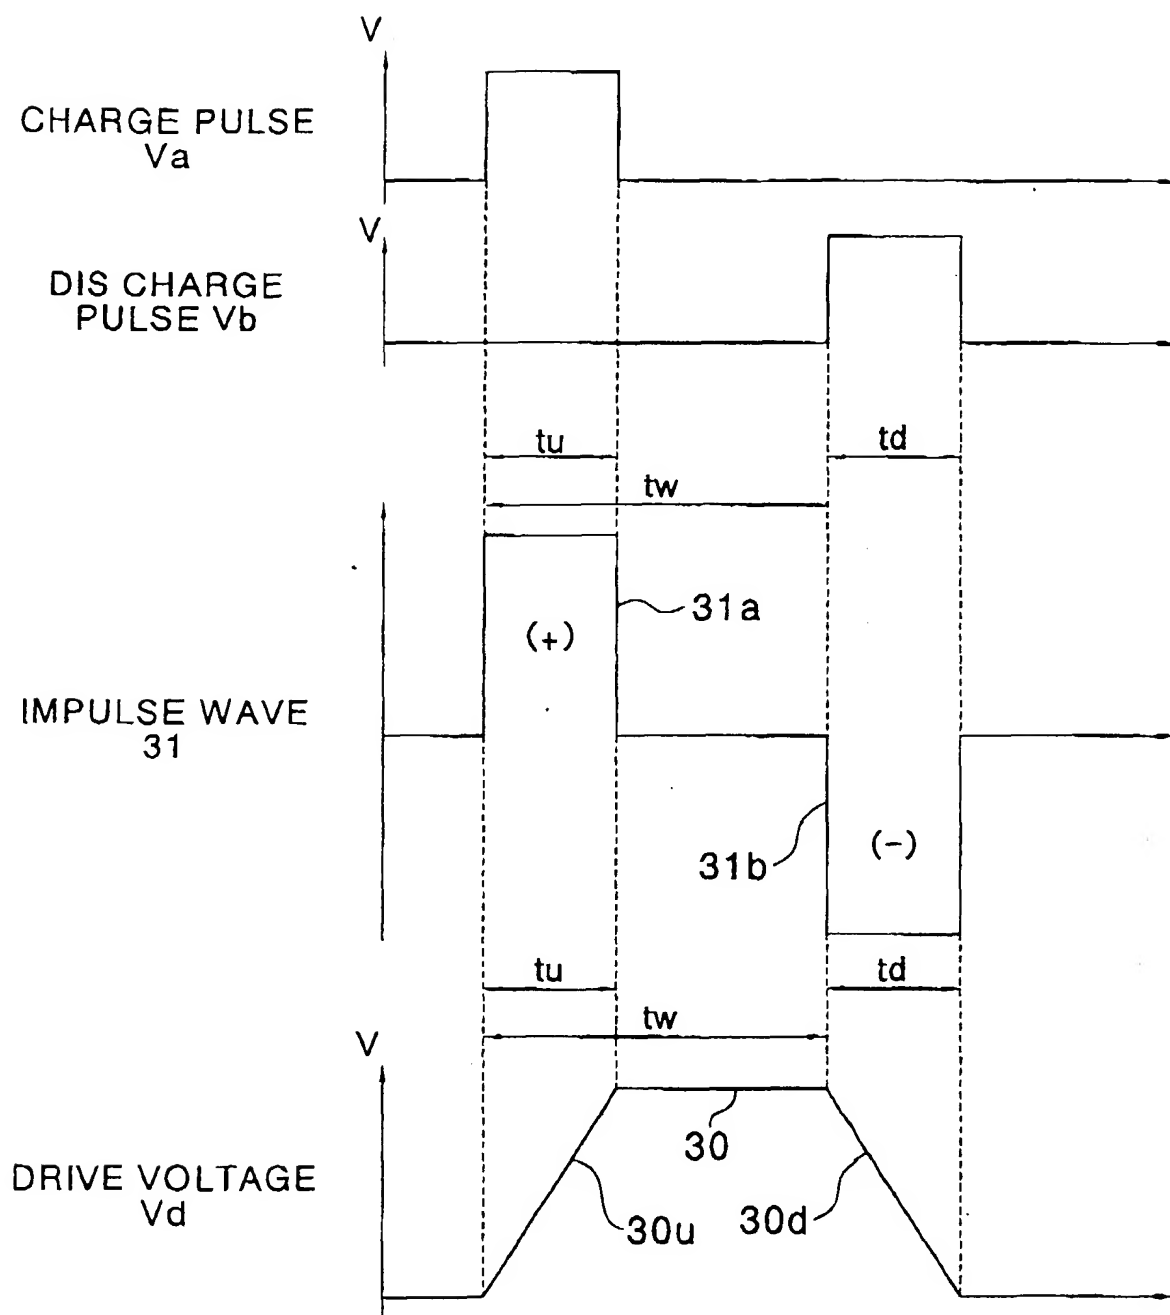 V
CHARGE PULSE
Va
V
DIS CHARGE
PULSE Vb
tu
td
tw
31a
(+)
IMPULSE WAVE
31
31b
(-)
tu
td
tw
V
30
DRIVE VOLTAGE
Vd
30u
30d